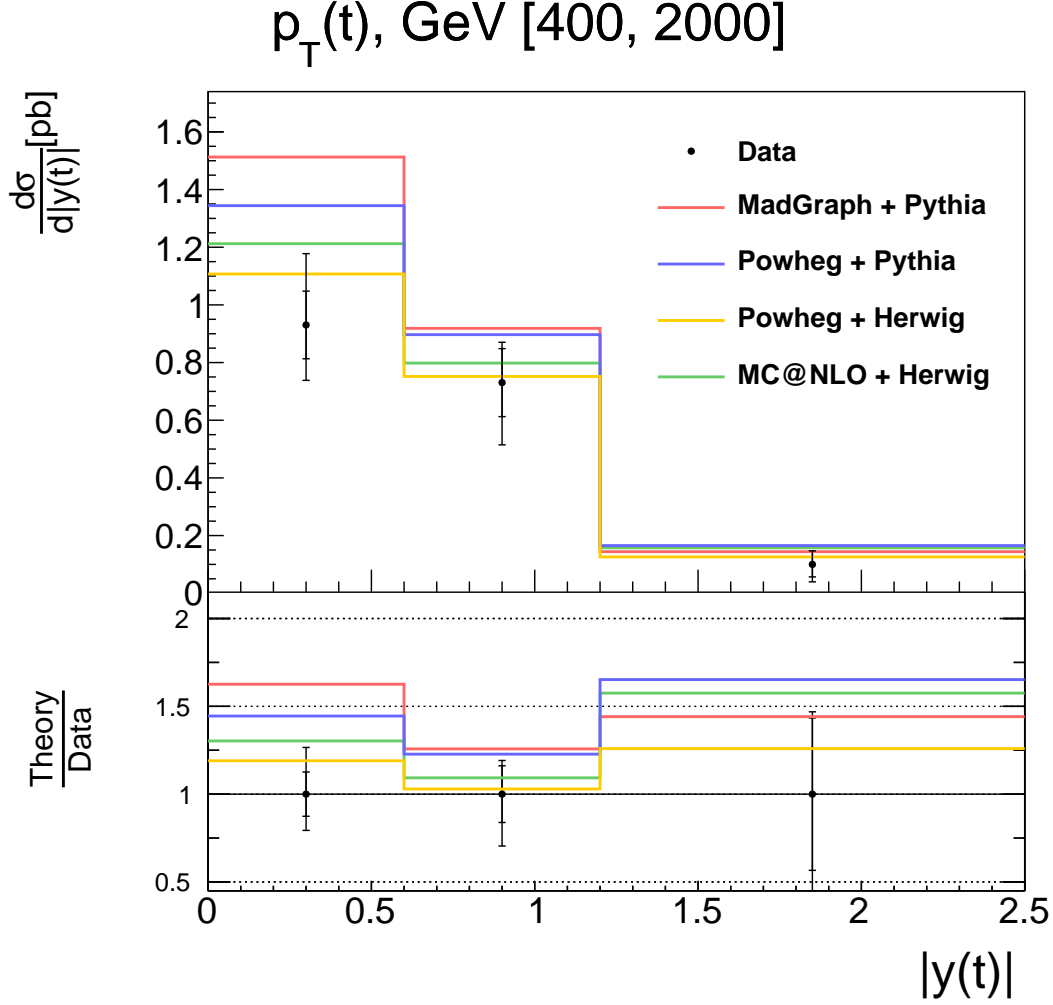 p_T(t), GeV [400, 2000]
dσ/d|y(t)| [pb]
1.6
1.4
1.2
1
0.8
0.6
0.4
0.2
0
Data
MadGraph + Pythia
Powheg + Pythia
Powheg + Herwig
MC@NLO + Herwig
Theory/Data
2
1.5
1
0.5
0 0.5 1 1.5 2 2.5
|y(t)|